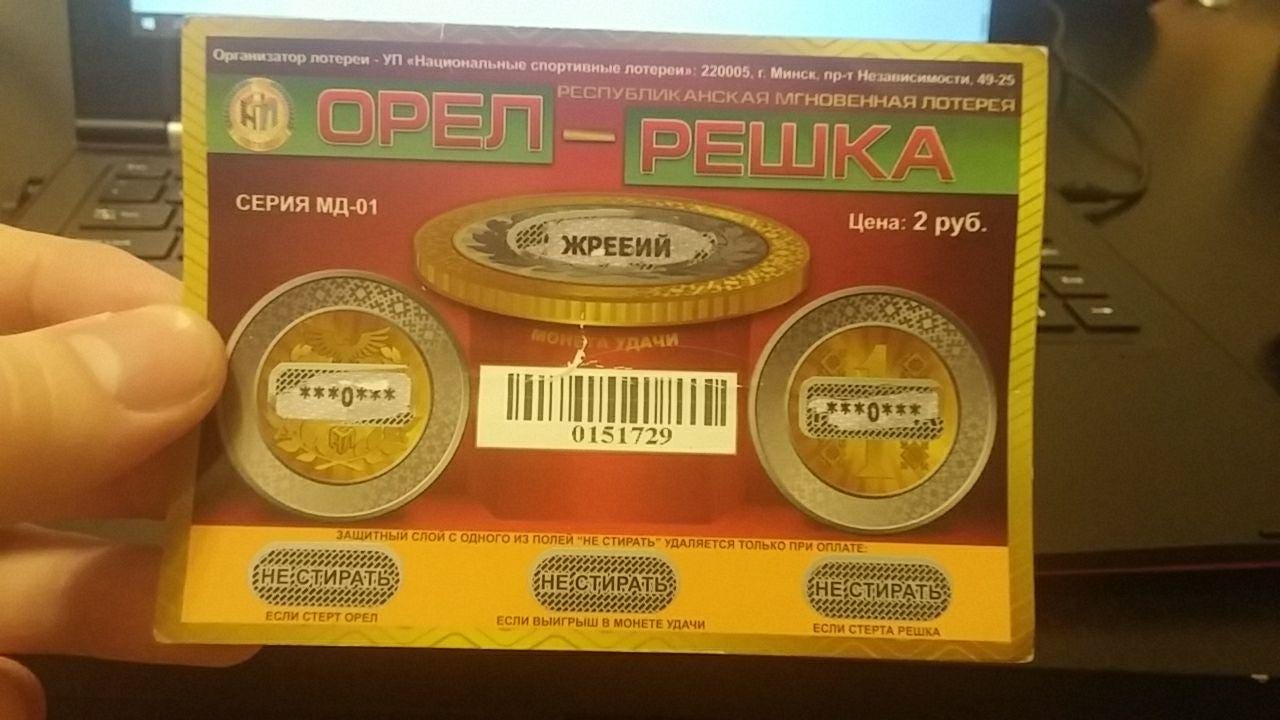 Организатор лотереи - УП «Национальные спортивные лотереи»: 220005, г. Минск, пр-т Независимости, 49-25
РЕСПУБЛИКАНСКАЯ МГНОВЕННАЯ ЛОТЕРЕЯ
ОРЕЛ – РЕШКА
СЕРИЯ МД-01
Цена: 2 руб.
ЖРЕБИЙ
МОНЕТА УДАЧИ
***0***
***0***
0151729
ЗАЩИТНЫЙ СЛОЙ С ОДНОГО ИЗ ПОЛЕЙ "НЕ СТИРАТЬ" УДАЛЯЕТСЯ ТОЛЬКО ПРИ ОПЛАТЕ:
НЕ СТИРАТЬ
НЕ СТИРАТЬ
НЕ СТИРАТЬ
ЕСЛИ СТЕРТ ОРЕЛ
ЕСЛИ ВЫИГРЫШ В МОНЕТЕ УДАЧИ
ЕСЛИ СТЕРТА РЕШКА